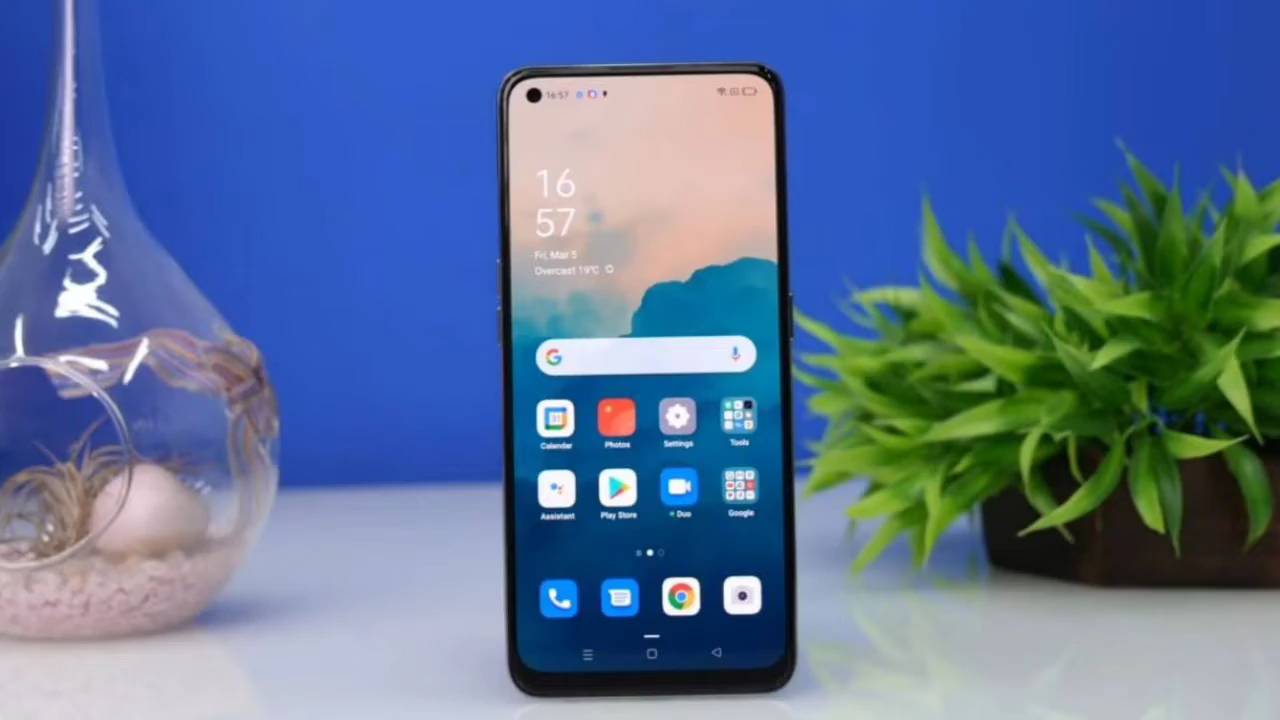 16:57
16
57
Fri, Mar 5
Overcast 19°C
Calendar
Photos
Settings
Tools
Assistant
Play Store
Duo
Google